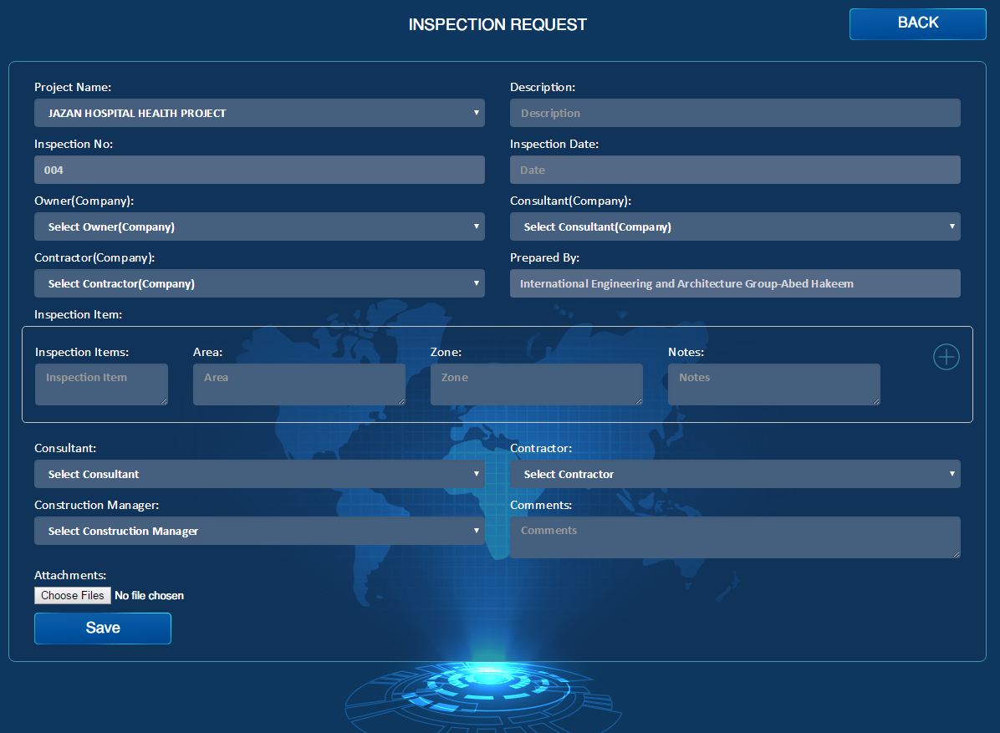 INSPECTION REQUEST
BACK
Project Name:
Description:
JAZAN HOSPITAL HEALTH PROJECT
Description
Inspection No:
Inspection Date:
004
Date
Owner(Company):
Consultant(Company):
Select Owner(Company)
Select Consultant(Company)
Contractor(Company):
Prepared By:
Select Contractor(Company)
International Engineering and Architecture Group-Abed Hakeem
Inspection Item:
Inspection Items:
Area:
Zone:
Notes:
Inspection Item
Area
Zone
Notes
Consultant:
Contractor:
Select Consultant
Select Contractor
Construction Manager:
Comments:
Select Construction Manager
Comments
Attachments:
Choose Files No file chosen
Save